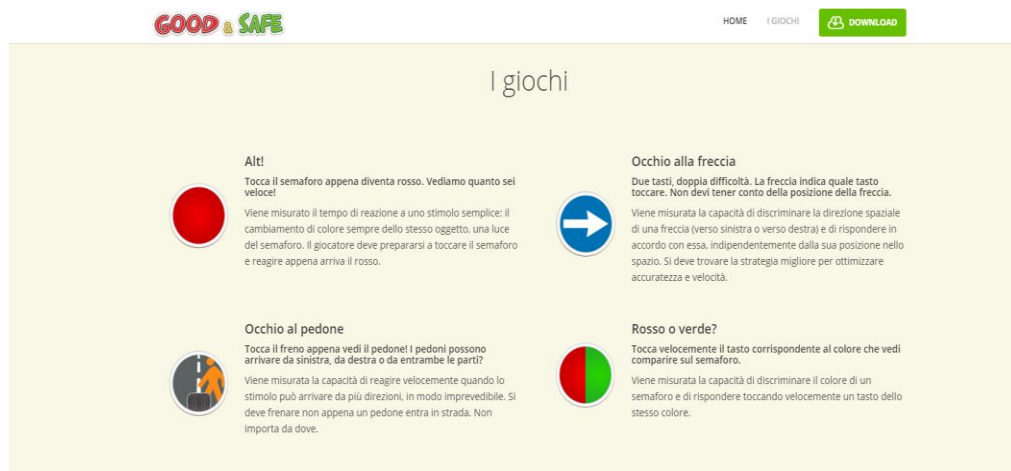 GOOD & SAFE
HOME
I GIOCHI
DOWNLOAD
I giochi
Alt!
Tocca il semaforo appena diventa rosso. Vediamo quanto sei
veloce!
Viene misurato il tempo di reazione a uno stimolo semplice: il
cambiamento di colore sempre dello stesso oggetto, una luce
del semaforo. Il giocatore deve prepararsi a toccare il semaforo
e reagire appena arriva il rosso.
Occhio alla freccia
Due tasti, doppia difficoltà. La freccia indica quale tasto
toccare. Non devi tener conto della posizione della freccia.
Viene misurata la capacità di discriminare la direzione spaziale
di una freccia (verso sinistra o verso destra) e di rispondere in
accordo con essa, indipendentemente dalla sua posizione nello
spazio. Si deve trovare la strategia migliore per ottimizzare
accuratezza e velocità.
Occhio al pedone
Tocca il freno appena vedi il pedone! I pedoni possono
arrivare da sinistra, da destra o da entrambe le parti?
Viene misurata la capacità di reagire velocemente quando lo
stimolo può arrivare da più direzioni, in modo imprevedibile. Si
deve frenare non appena un pedone entra in strada. Non
importa da dove.
Rosso o verde?
Tocca velocemente il tasto corrispondente al colore che vedi
comparire sul semaforo.
Viene misurata la capacità di discriminare il colore di un
semaforo e di rispondere toccando velocemente un tasto dello
stesso colore.